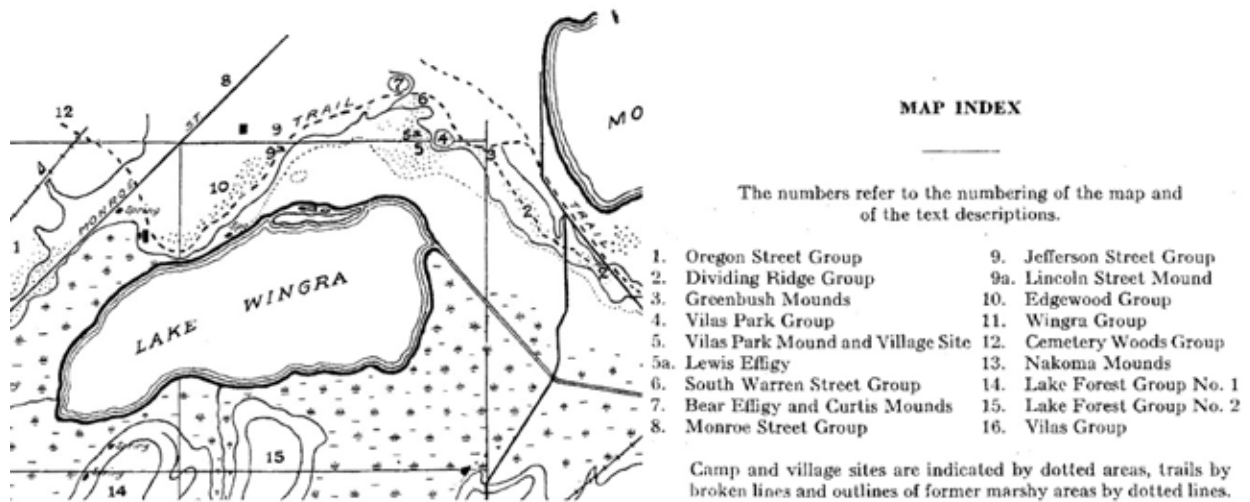 8
7
12
TRAIL
6
MO
ST
9
5a
4
5
9a
3
10
MONROE
Spring
2
TRAIL
1
2
LAKE WINGRA
Spring
Spring
15
14
MAP INDEX
The numbers refer to the numbering of the map and
of the text descriptions.
1. Oregon Street Group
2. Dividing Ridge Group
3. Greenbush Mounds
4. Vilas Park Group
5. Vilas Park Mound and Village Site
5a. Lewis Effigy
6. South Warren Street Group
7. Bear Effigy and Curtis Mounds
8. Monroe Street Group
9. Jefferson Street Group
9a. Lincoln Street Mound
10. Edgewood Group
11. Wingra Group
12. Cemetery Woods Group
13. Nakoma Mounds
14. Lake Forest Group No. 1
15. Lake Forest Group No. 2
16. Vilas Group
Camp and village sites are indicated by dotted areas, trails by
broken lines and outlines of former marshy areas by dotted lines.